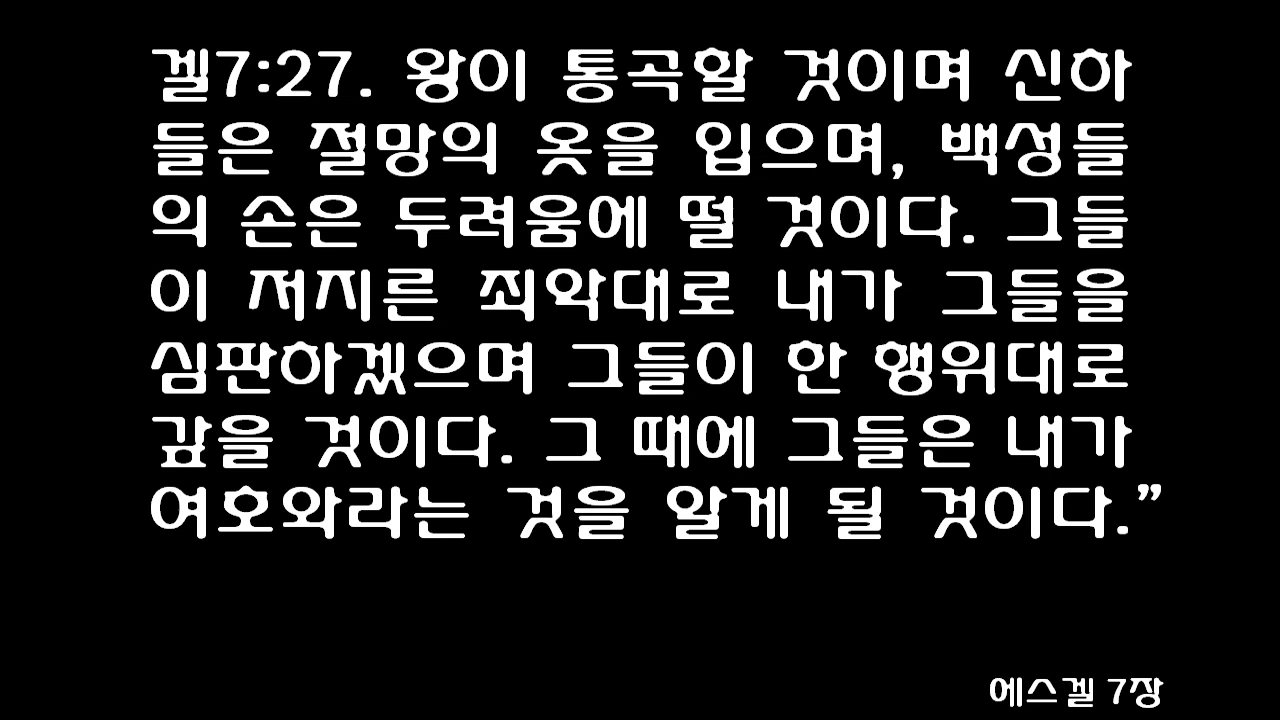 겔7:27. 왕이 통곡할 것이며 신하
들은 절망의 옷을 입으며, 백성들
의 손은 두려움에 떨 것이다. 그들
이 저지른 죄악대로 내가 그들을
심판하겠으며 그들이 한 행위대로
갚을 것이다. 그 때에 그들은 내가
여호와라는 것을 알게 될 것이다.”
에스겔 7장